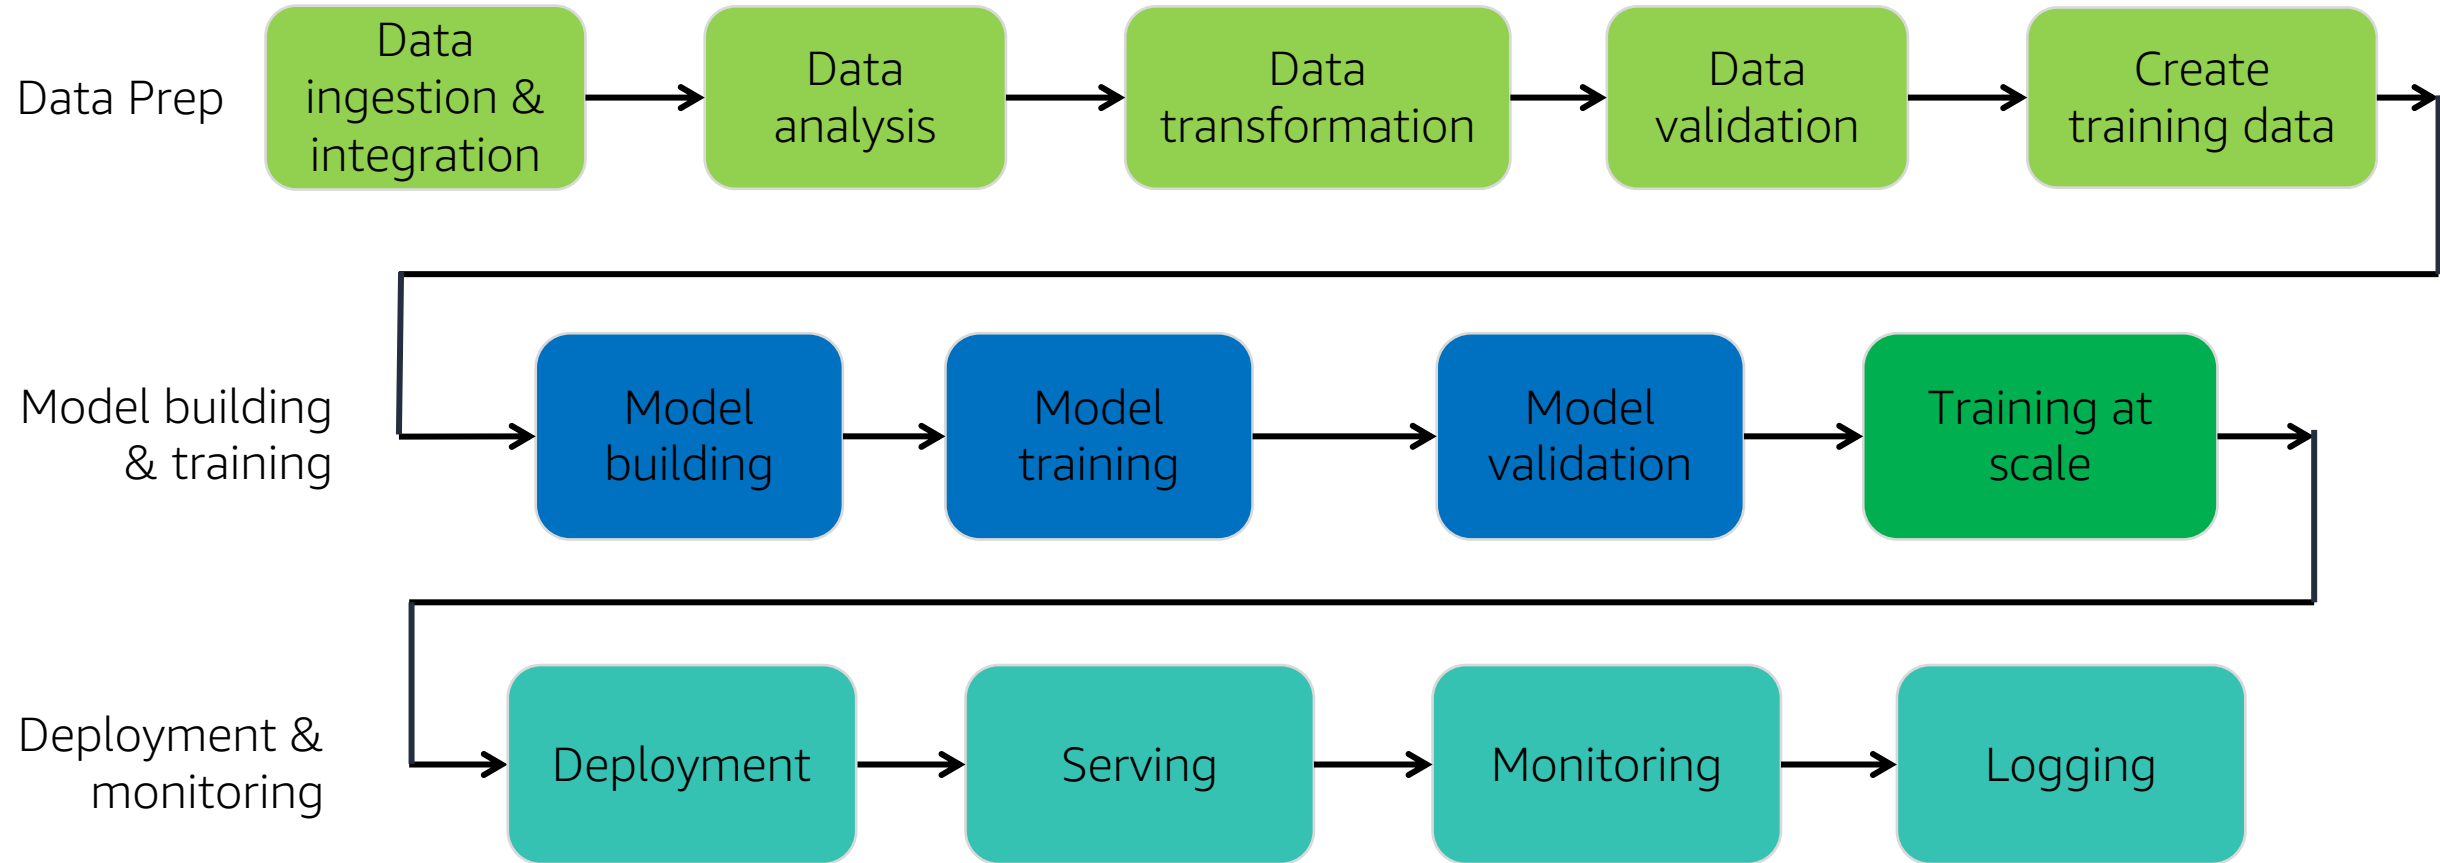 Data Prep
Data
ingestion &
integration
Data
analysis
Data
transformation
Data
validation
Create
training data
Model building
& training
Model
building
Model
training
Model
validation
Training at
scale
Deployment &
monitoring
Deployment
Serving
Monitoring
Logging